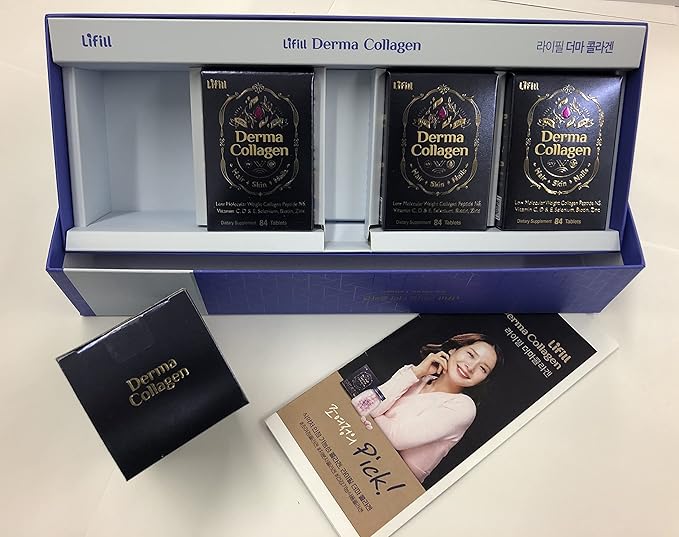 Lifill
Lifill Derma Collagen
라이필 더마 콜라겐
Lifill
Derma
Collagen
Hair • Skin • Nails
Low Molecular Weight Collagen Peptide NS
Vitamin C, D & E, Selenium, Biotin, Zinc
Dietary Supplement 84 Tablets
Lifill
Derma
Collagen
Hair • Skin • Nails
Low Molecular Weight Collagen Peptide NS
Vitamin C, D & E, Selenium, Biotin, Zinc
Dietary Supplement 84 Tablets
Lifill
Derma
Collagen
Hair • Skin • Nails
Low Molecular Weight Collagen Peptide NS
Vitamin C, D & E, Selenium, Biotin, Zinc
Dietary Supplement 84 Tablets
Derma
Collagen
Lifill
Derma Collagen
라이필 더마콜라겐
조여정's
Pick!